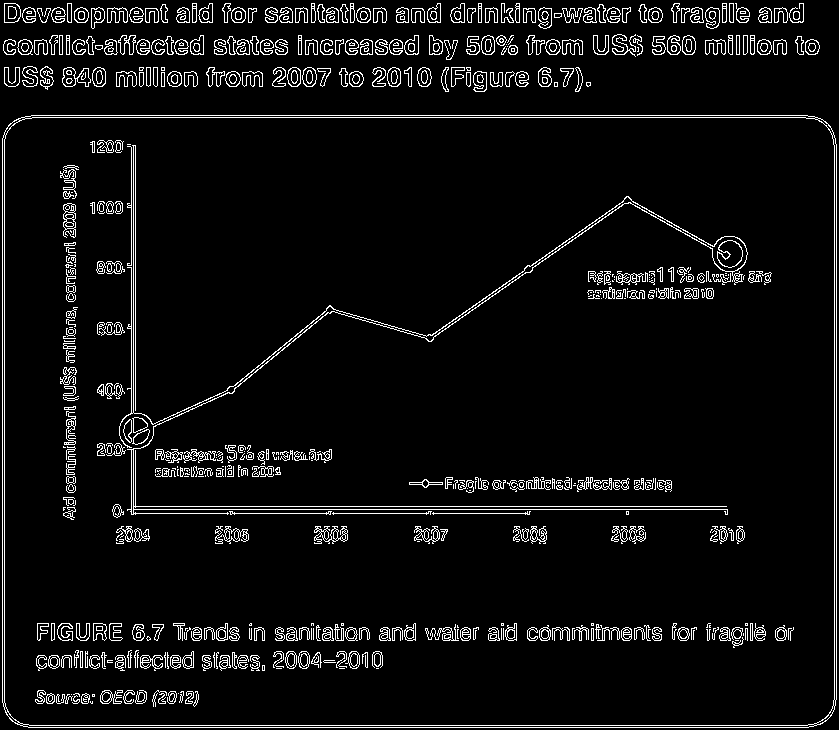 Development aid for sanitation and drinking-water to fragile and
conflict-affected states increased by 50% from US$ 560 million to
US$ 840 million from 2007 to 2010 (Figure 6.7).
1200
1000
800
600
400
200
0
Aid commitment (US$ millions, constant 2009 $US)
Represents 11% of water and
sanitation aid in 2010
Represents 5% of water and
sanitation aid in 2004
Fragile or conflicted-affected states
2004 2005 2006 2007 2008 2009 2010
FIGURE 6.7 Trends in sanitation and water aid commitments for fragile or
conflict-affected states, 2004–2010
Source: OECD (2012)